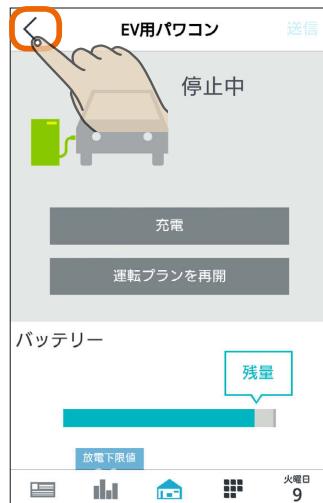 EV用パワコン
送信
停止中
充電
運転プランを再開
バッテリー
残量
放電下限値
火曜日
9